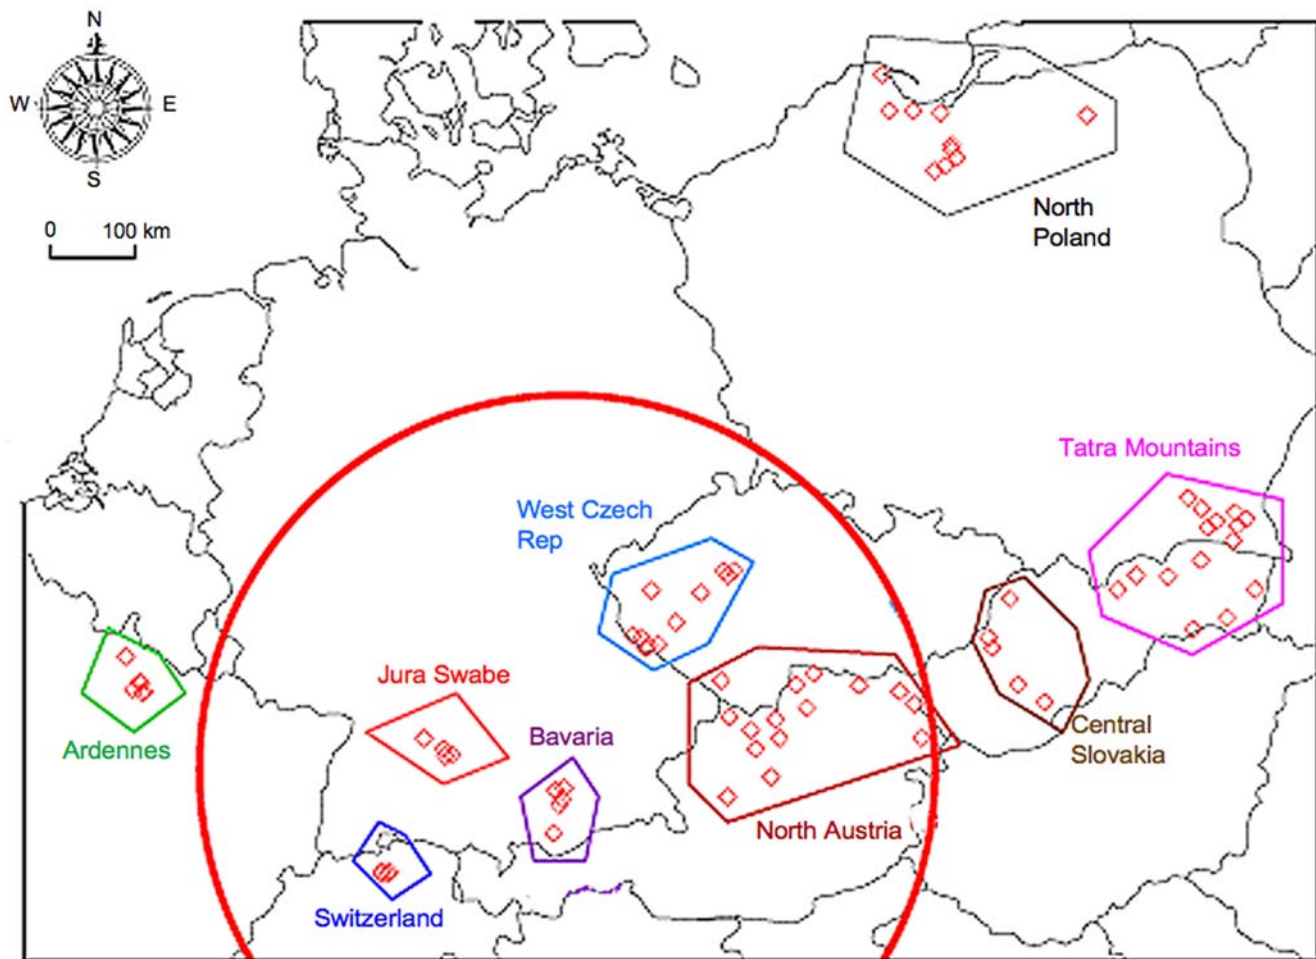 N
W E
S
0 100 km
North
Poland
Tatra Mountains
West Czech
Rep
Jura Swabe
Bavaria
Ardennes
Central
Slovakia
North Austria
Switzerland